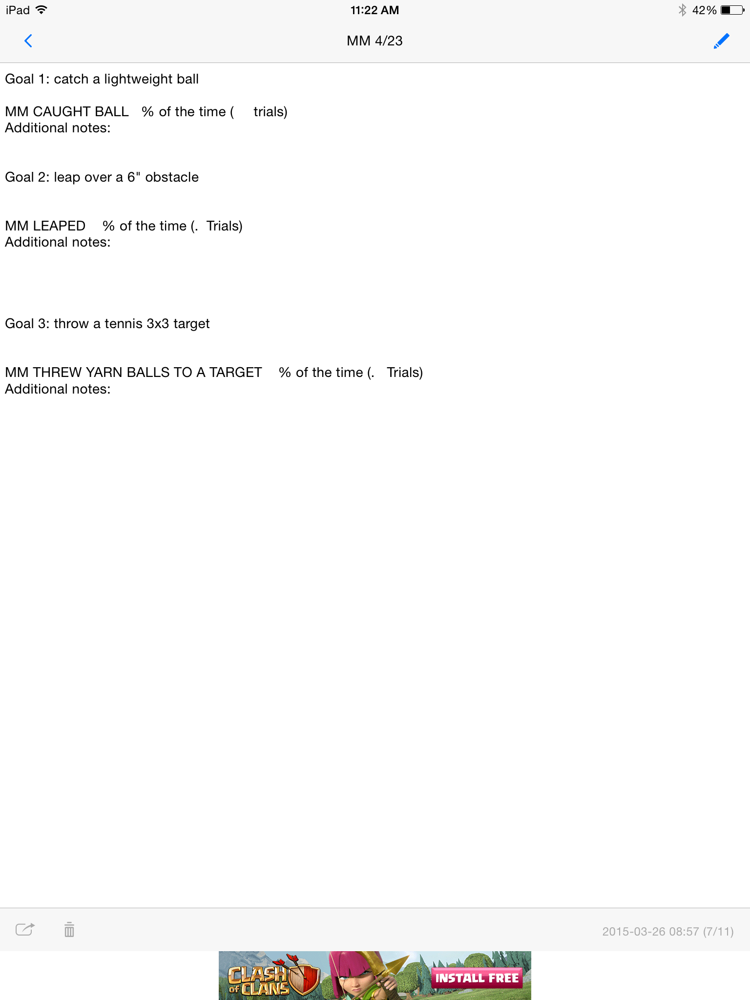 iPad 11:22 AM 42%
MM 4/23
Goal 1: catch a lightweight ball
MM CAUGHT BALL % of the time ( trials)
Additional notes:
Goal 2: leap over a 6" obstacle
MM LEAPED % of the time (. Trials)
Additional notes:
Goal 3: throw a tennis 3x3 target
MM THREW YARN BALLS TO A TARGET % of the time (. Trials)
Additional notes:
2015-03-26 08:57 (7/11)
CLASH
OF CLANS
INSTALL FREE